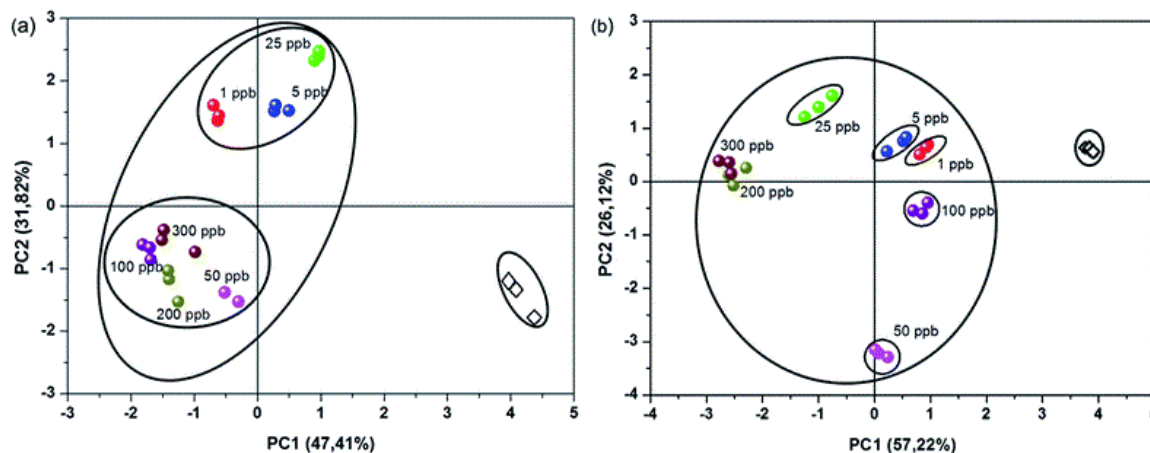 (a)
3
2
1
0
-1
-2
-3
PC2 (31,82%)
25 ppb
1 ppb
5 ppb
300 ppb
100 ppb
50 ppb
200 ppb
-3 -2 -1 0 1 2 3 4 5
PC1 (47,41%)
(b)
3
2
1
0
-1
-2
-3
-4
PC2 (26,12%)
25 ppb
5 ppb
1 ppb
300 ppb
200 ppb
100 ppb
50 ppb
-4 -3 -2 -1 0 1 2 3 4 5
PC1 (57,22%)